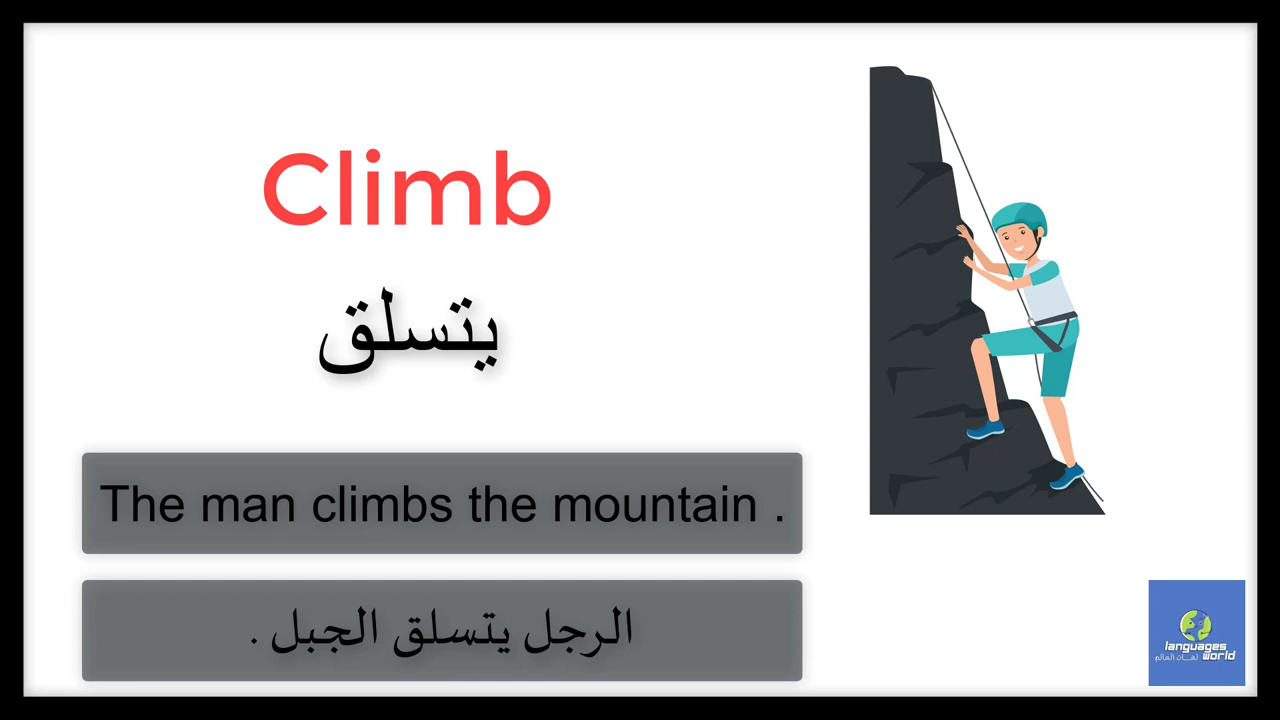 Climb
يتسلق
The man climbs the mountain .
الرجل يتسلق الجبل .
languages
لغات العالم world